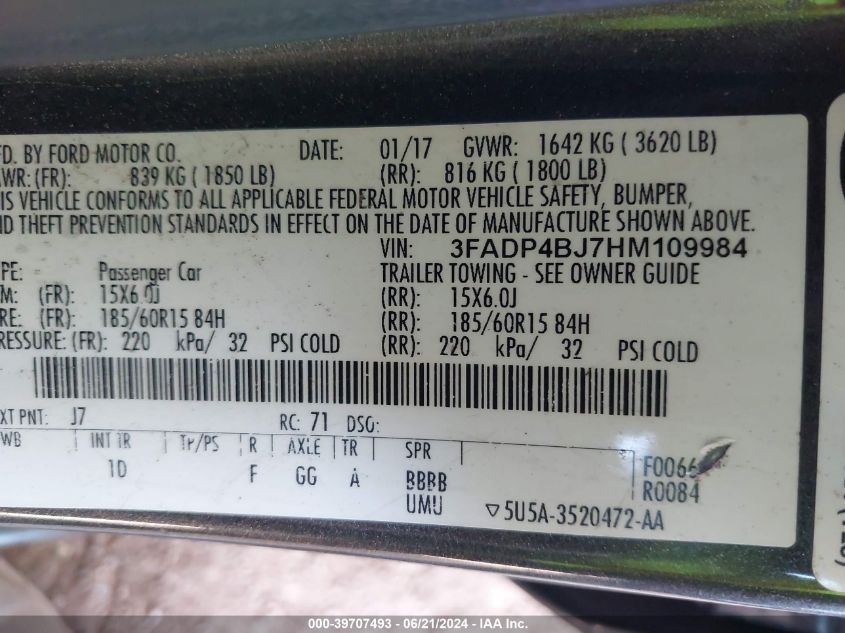 FD. BY FORD MOTOR CO. DATE: 01/17 GVWR: 1642 KG ( 3620 LB)
WR: (FR): 839 KG ( 1850 LB) (RR): 816 KG ( 1800 LB)
IS VEHICLE CONFORMS TO ALL APPLICABLE FEDERAL MOTOR VEHICLE SAFETY, BUMPER,
ND THEFT PREVENTION STANDARDS IN EFFECT ON THE DATE OF MANUFACTURE SHOWN ABOVE.
VIN: 3FADP4BJ7HM109984
PE: Passenger Car TRAILER TOWING - SEE OWNER GUIDE
M: (FR): 15X6.0J (RR): 15X6.0J
RE: (FR): 185/60R15 84H (RR): 185/60R15 84H
RESSURE: (FR): 220 kPa/ 32 PSI COLD (RR): 220 kPa/ 32 PSI COLD
XT PNT: J7 RC: 71 DSO:
WB INT TR TP/PS R AXLE TR SPR
1D F GG A BBBB F0066
UMU R0084
▽5U5A-3520472-AA
000-39707493 - 06/21/2024 - IAAI, Inc.